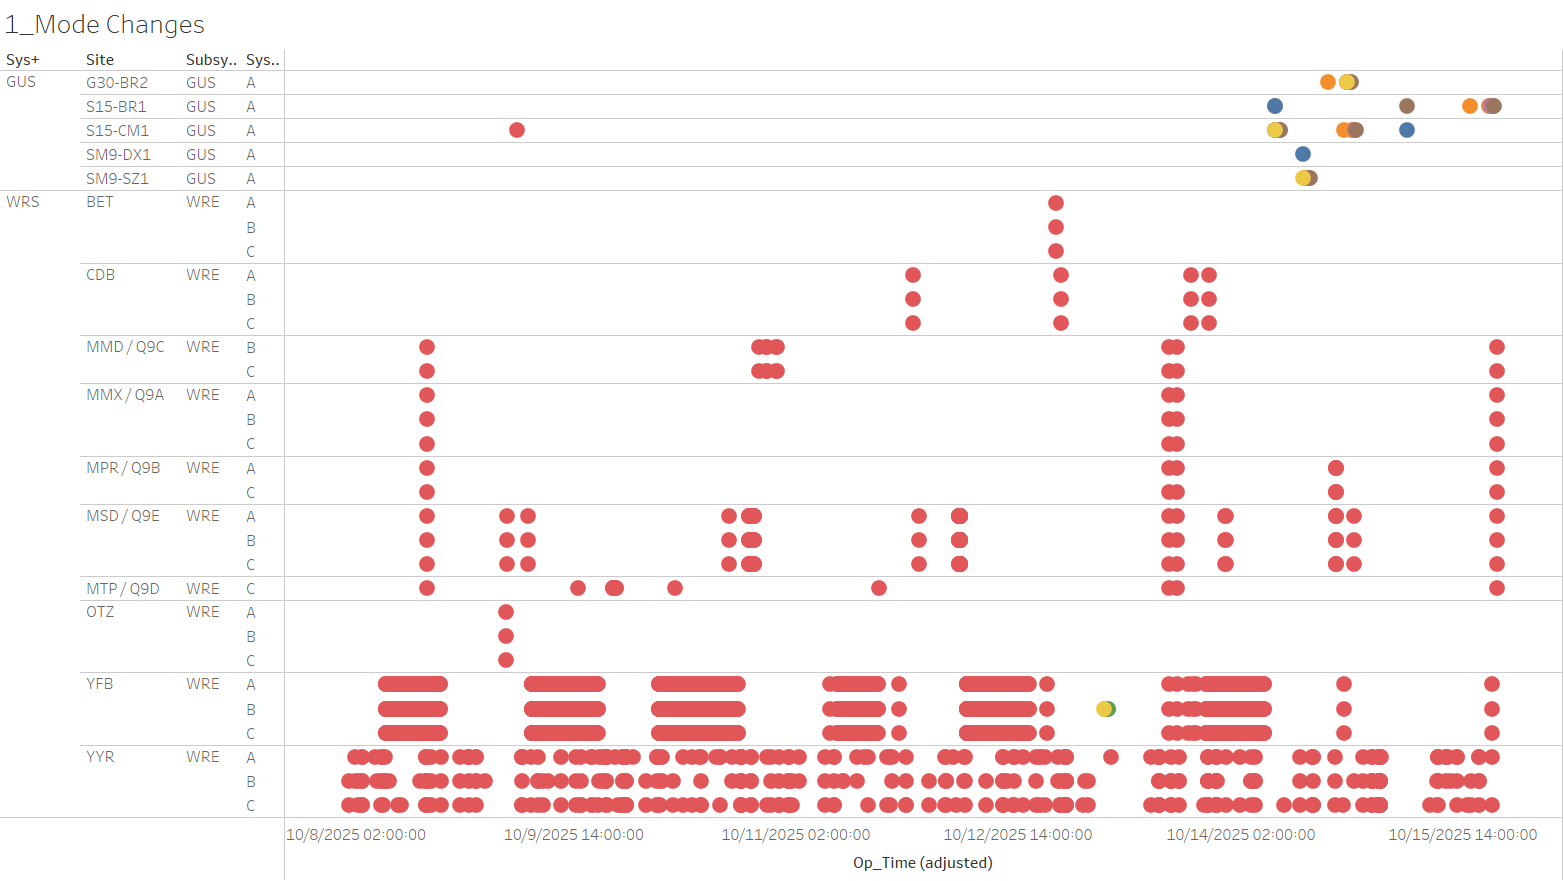 1_Mode Changes
Sys+ Site Subsy.. Sys..
GUS G30-BR2 GUS A
S15-BR1 GUS A
S15-CM1 GUS A
SM9-DX1 GUS A
SM9-SZ1 GUS A
WRS BET WRE A
B
C
CDB WRE A
B
C
MMD / Q9C WRE B
C
MMX / Q9A WRE A
B
C
MPR / Q9B WRE A
C
MSD / Q9E WRE A
B
C
MTP / Q9D WRE C
OTZ WRE A
B
C
YFB WRE A
B
C
YYR WRE A
B
C
10/8/2025 02:00:00 10/9/2025 14:00:00 10/11/2025 02:00:00 10/12/2025 14:00:00 10/14/2025 02:00:00 10/15/2025 14:00:00
Op_Time (adjusted)